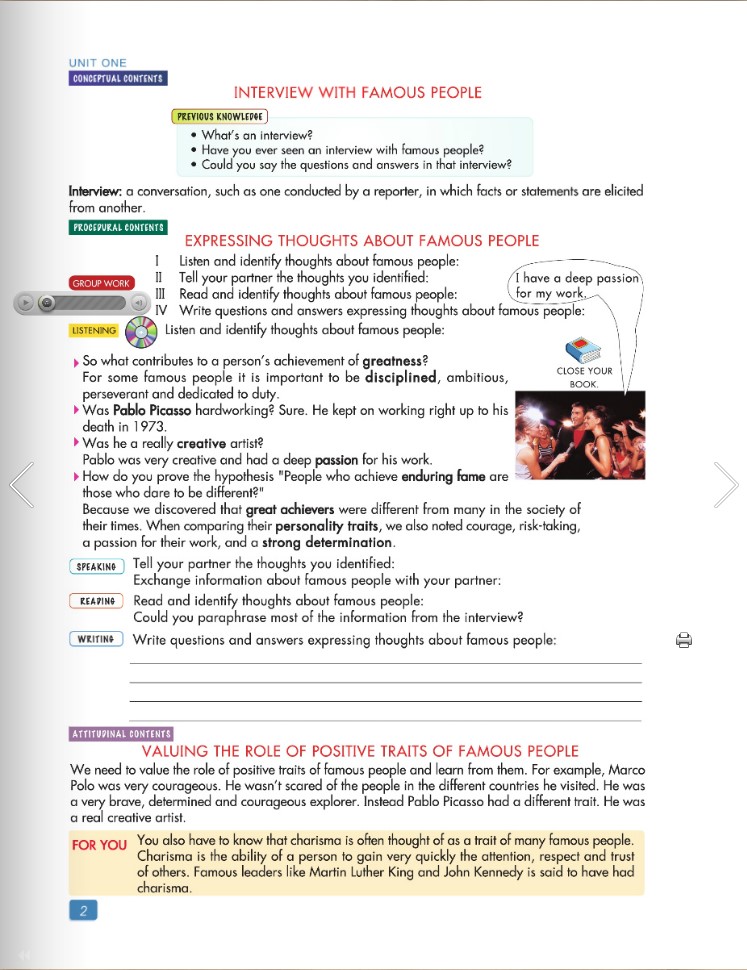 UNIT ONE
CONCEPTUAL CONTENTS
INTERVIEW WITH FAMOUS PEOPLE
PREVIOUS KNOWLEDGE
• What's an interview?
• Have you ever seen an interview with famous people?
• Could you say the questions and answers in that interview?
Interview: a conversation, such as one conducted by a reporter, in which facts or statements are elicited
from another.
PROCEDURAL CONTENTS
EXPRESSING THOUGHTS ABOUT FAMOUS PEOPLE
I Listen and identify thoughts about famous people:
GROUP WORK
II Tell your partner the thoughts you identified:
III Read and identify thoughts about famous people:
IV Write questions and answers expressing thoughts about famous people:
I have a deep passion
for my work.
LISTENING
Listen and identify thoughts about famous people:
CLOSE YOUR
BOOK.
So what contributes to a person's achievement of greatness?
For some famous people it is important to be disciplined, ambitious,
perseverant and dedicated to duty.
Was Pablo Picasso hardworking? Sure. He kept on working right up to his
death in 1973.
Was he a really creative artist?
Pablo was very creative and had a deep passion for his work.
How do you prove the hypothesis "People who achieve enduring fame are
those who dare to be different?"
Because we discovered that great achievers were different from many in the society of
their times. When comparing their personality traits, we also noted courage, risk-taking,
a passion for their work, and a strong determination.
SPEAKING
Tell your partner the thoughts you identified:
Exchange information about famous people with your partner:
READING
Read and identify thoughts about famous people:
Could you paraphrase most of the information from the interview?
WRITING
Write questions and answers expressing thoughts about famous people:
ATTITUDINAL CONTENTS
VALUING THE ROLE OF POSITIVE TRAITS OF FAMOUS PEOPLE
We need to value the role of positive traits of famous people and learn from them. For example, Marco
Polo was very courageous. He wasn't scared of the people in the different countries he visited. He was
a very brave, determined and courageous explorer. Instead Pablo Picasso had a different trait. He was
a real creative artist.
FOR YOU
You also have to know that charisma is often thought of as a trait of many famous people.
Charisma is the ability of a person to gain very quickly the attention, respect and trust
of others. Famous leaders like Martin Luther King and John Kennedy is said to have had
charisma.
2